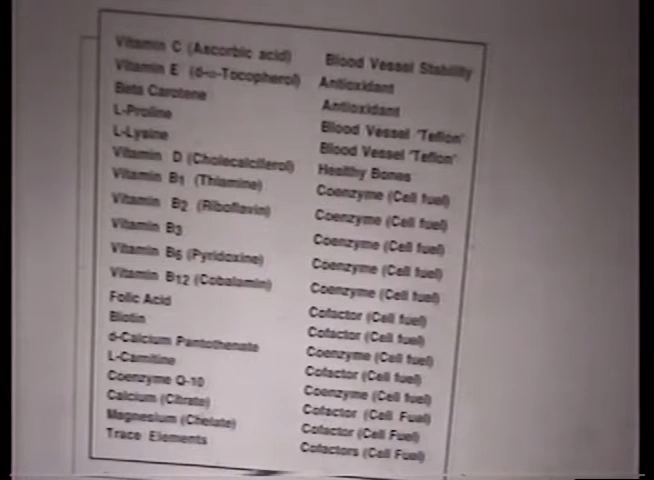 Vitamin C (Ascorbic acid) Blood Vessel Stability
Vitamin E (d-α-Tocopherol) Antioxidant
Beta Carotene Antioxidant
L-Proline Blood Vessel "Teflon"
L-Lysine Blood Vessel "Teflon"
Vitamin D (Cholecalciferol) Healthy Bones
Vitamin B1 (Thiamine) Coenzyme (Cell fuel)
Vitamin B2 (Riboflavin) Coenzyme (Cell fuel)
Vitamin B3 Coenzyme (Cell fuel)
Vitamin B6 (Pyridoxine) Coenzyme (Cell fuel)
Vitamin B12 (Cobalamin) Coenzyme (Cell fuel)
Folic Acid Cofactor (Cell fuel)
Biotin Cofactor (Cell fuel)
d-Calcium Pantothenate Coenzyme (Cell fuel)
L-Carnitine Cofactor (Cell fuel)
Coenzyme Q-10 Coenzyme (Cell fuel)
Calcium (Citrate) Cofactor (Cell Fuel)
Magnesium (Chelate) Cofactor (Cell Fuel)
Trace Elements Cofactors (Cell Fuel)